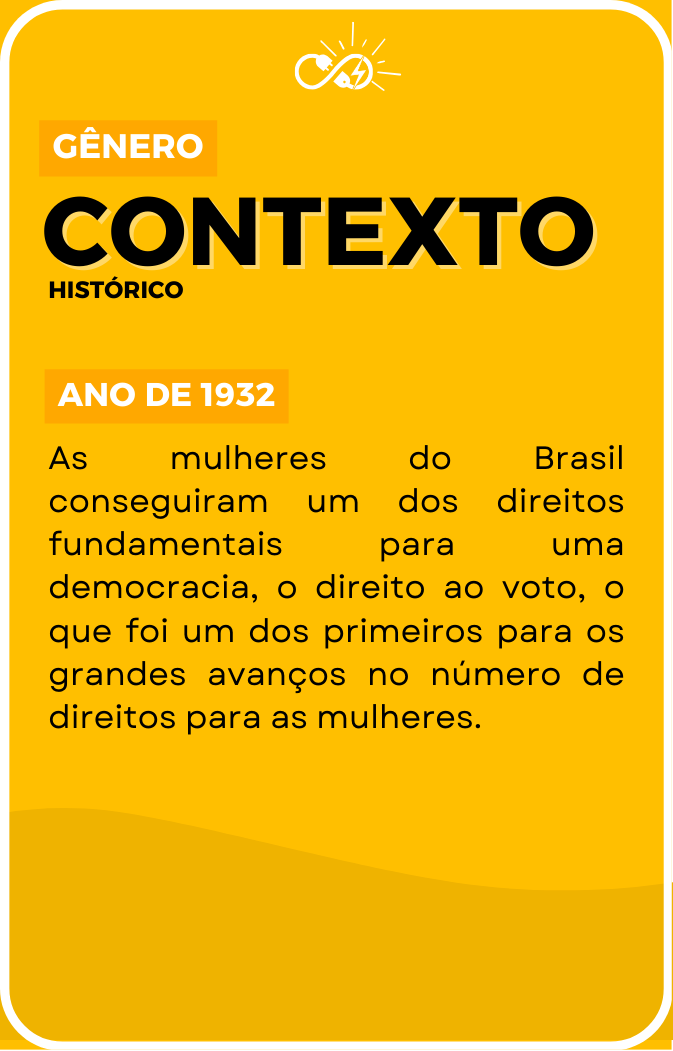 GÊNERO
CONTEXTO
HISTÓRICO
ANO DE 1932
As mulheres do Brasil
conseguiram um dos direitos
fundamentais para uma
democracia, o direito ao voto, o
que foi um dos primeiros para os
grandes avanços no número de
direitos para as mulheres.